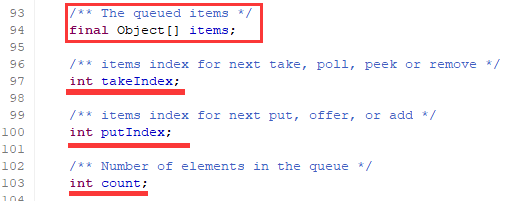 93 /** The queued items */
94 final Object[] items;
95
96 /** items index for next take, poll, peek or remove */
97 int takeIndex;
98
99 /** items index for next put, offer, or add */
100 int putIndex;
101
102 /** Number of elements in the queue */
103 int count;
104